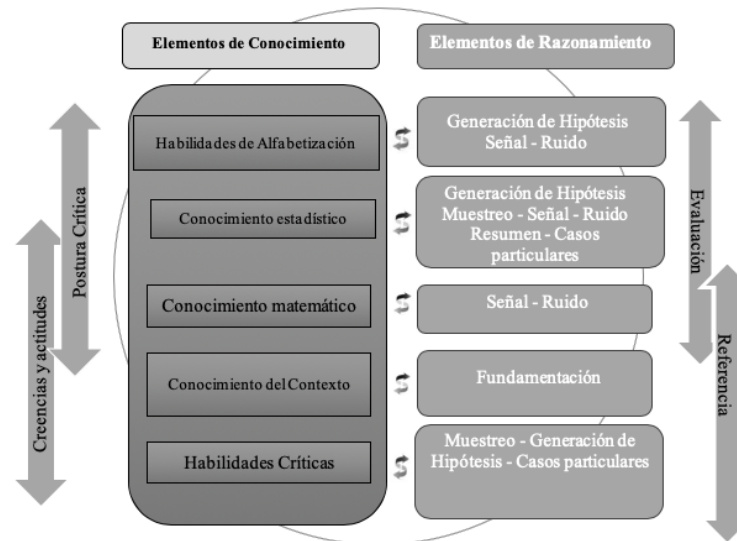 Elementos de Conocimiento
Elementos de Razonamiento
Habilidades de Alfabetización
Generación de Hipótesis
Señal - Ruido
Conocimiento estadístico
Generación de Hipótesis
Muestreo - Señal - Ruido
Resumen - Casos
particulares
Conocimiento matemático
Señal - Ruido
Conocimiento del Contexto
Fundamentación
Habilidades Críticas
Muestreo - Generación de
Hipótesis - Casos particulares
Postura Crítica
Creencias y actitudes
Evaluación
Referencia